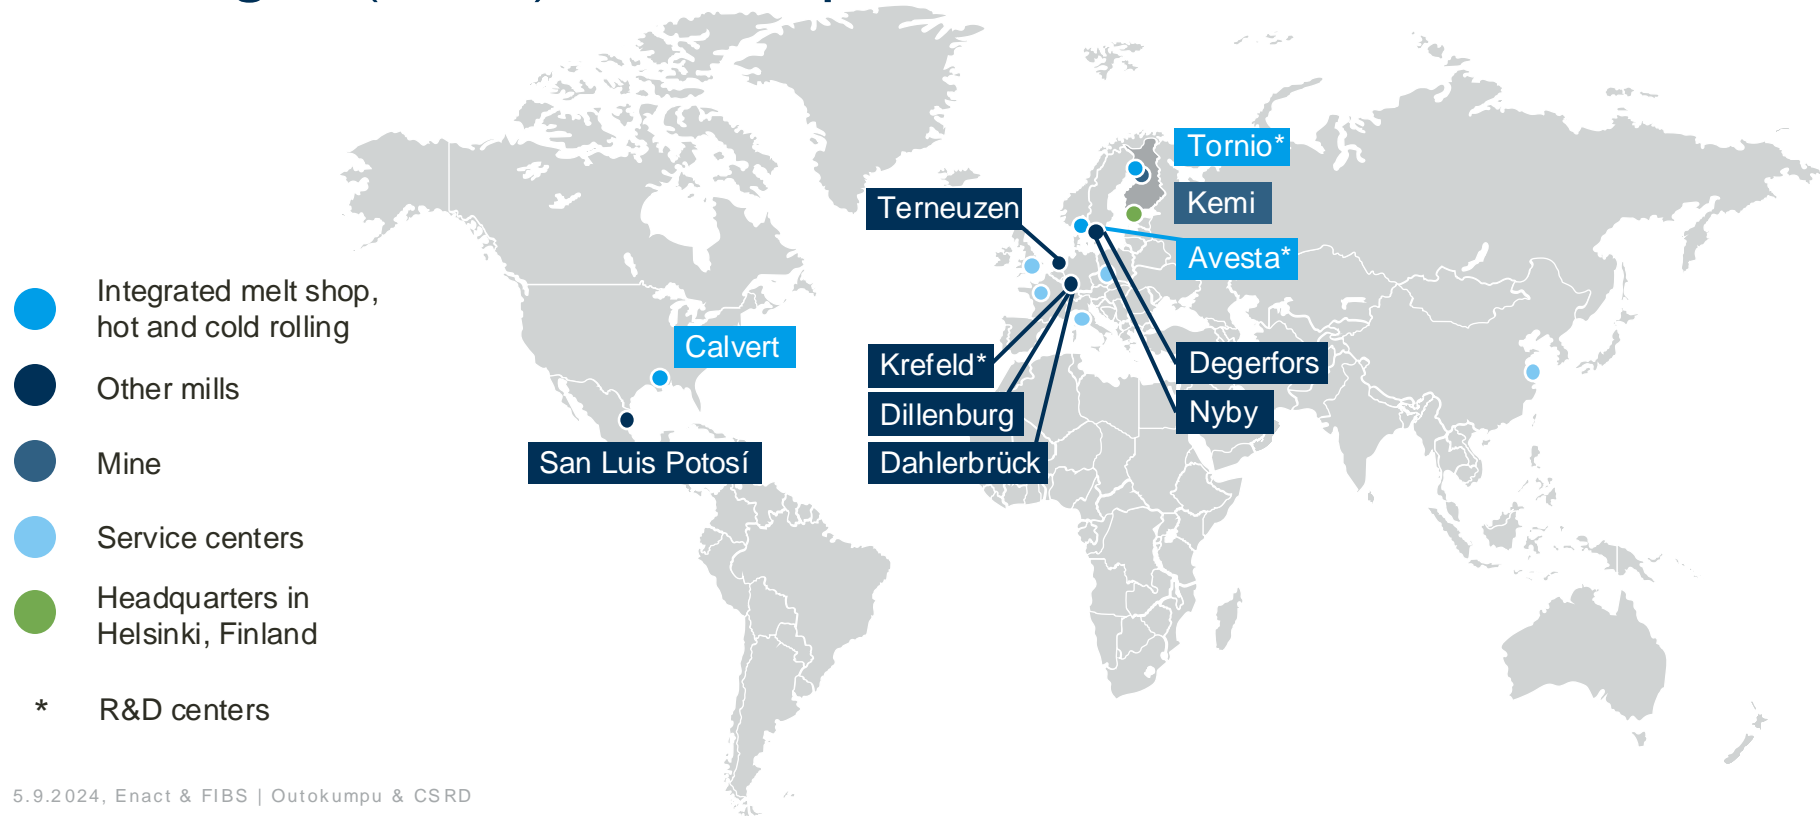 Tornio*
Kemi
Terneuzen
Avesta*
Integrated melt shop,
hot and cold rolling
Calvert
Krefeld*
Degerfors
Other mills
Dillenburg
Nyby
San Luis Potosí
Dahlerbrück
Mine
Service centers
Headquarters in
Helsinki, Finland
* R&D centers
5.9.2024, Enact & FIBS | Outokumpu & CSRD